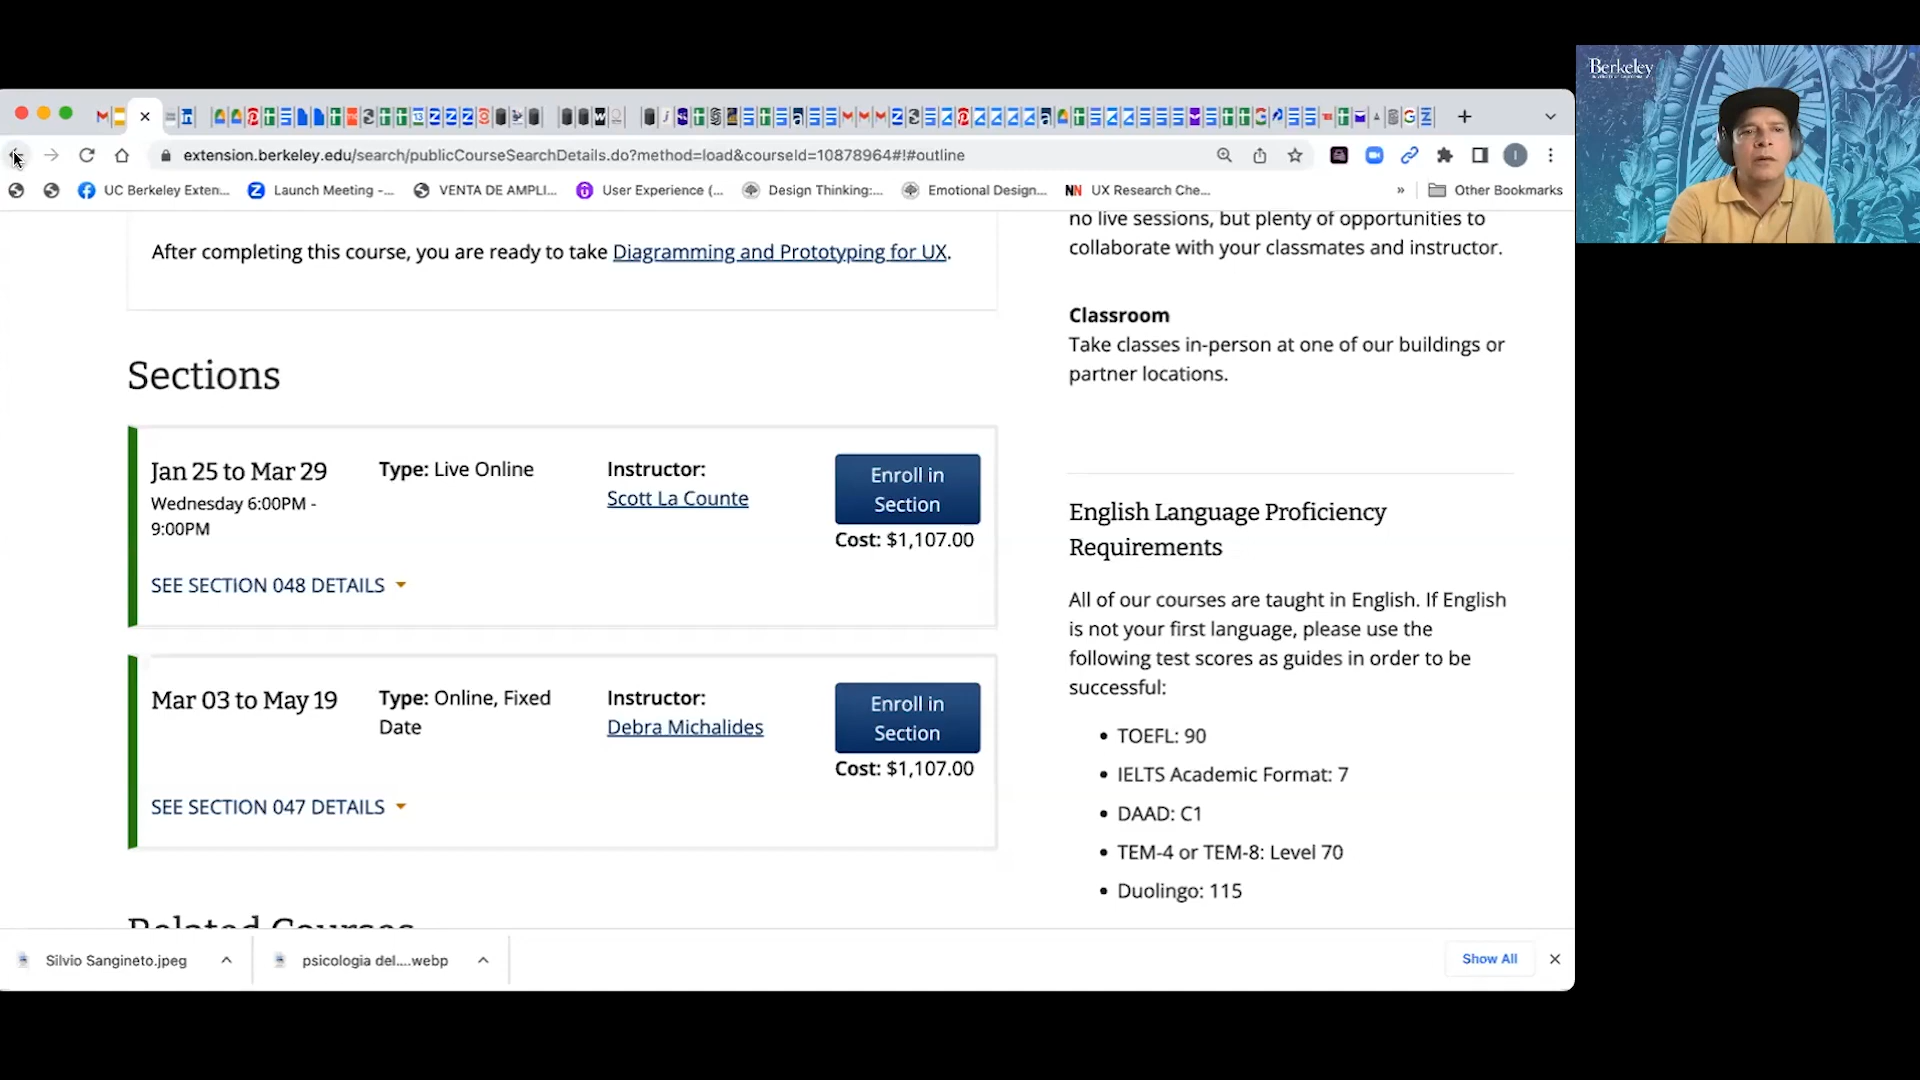 extension.berkeley.edu/search/publicCourseSearchDetails.do?method=load&courseId=10878964#!#outline
UC Berkeley Exten...
Launch Meeting -...
VENTA DE AMPLI...
User Experience (...
Design Thinking:...
Emotional Design...
UX Research Che...
»
Other Bookmarks
After completing this course, you are ready to take Diagramming and Prototyping for UX.
Sections
Jan 25 to Mar 29
Wednesday 6:00PM -
9:00PM
Type: Live Online
Instructor:
Scott La Counte
Enroll in
Section
Cost: $1,107.00
SEE SECTION 048 DETAILS
Mar 03 to May 19
Type: Online, Fixed
Date
Instructor:
Debra Michalides
Enroll in
Section
Cost: $1,107.00
SEE SECTION 047 DETAILS
Related Courses
no live sessions, but plenty of opportunities to
collaborate with your classmates and instructor.
Classroom
Take classes in-person at one of our buildings or
partner locations.
English Language Proficiency
Requirements
All of our courses are taught in English. If English
is not your first language, please use the
following test scores as guides in order to be
successful:
• TOEFL: 90
• IELTS Academic Format: 7
• DAAD: C1
• TEM-4 or TEM-8: Level 70
• Duolingo: 115
Silvio Sangineto.jpeg
psicologia del....webp
Show All
Berkeley